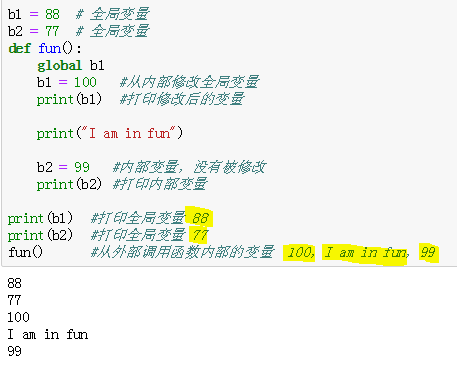 b1 = 88  # 全局变量
b2 = 77  # 全局变量
def fun():
    global b1
    b1 = 100   #从内部修改全局变量
    print(b1)  #打印修改后的变量
    print("I am in fun")
    b2 = 99   #内部变量，没有被修改
    print(b2) #打印内部变量
print(b1)  #打印全局变量 88
print(b2)  #打印全局变量 77
fun()      #从外部调用函数内部的变量 100，I am in fun，99
88
77
100
I am in fun
99